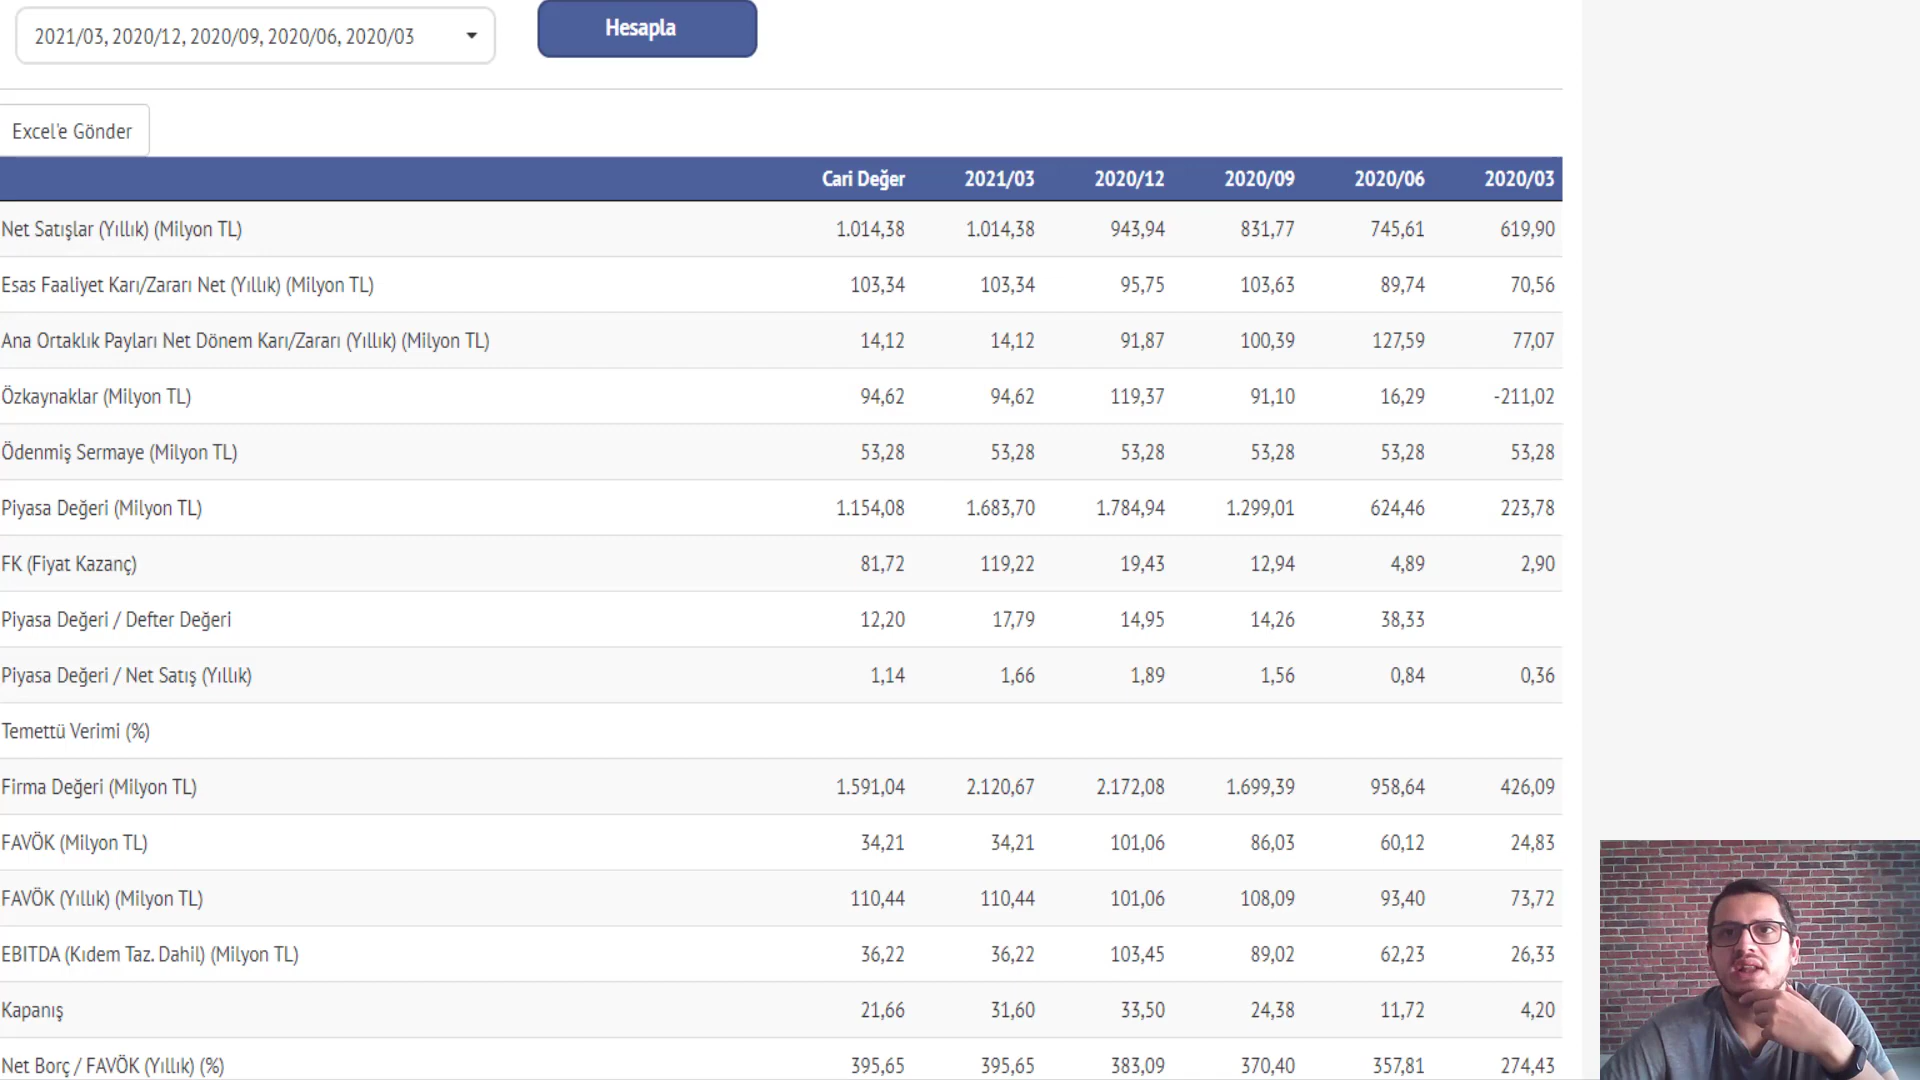 2021/03, 2020/12, 2020/09, 2020/06, 2020/03
Hesapla
Excel'e Gönder
Cari Değer 2021/03 2020/12 2020/09 2020/06 2020/03
Net Satışlar (Yıllık) (Milyon TL) 1.014,38 1.014,38 943,94 831,77 745,61 619,90
Esas Faaliyet Karı/Zararı Net (Yıllık) (Milyon TL) 103,34 103,34 95,75 103,63 89,74 70,56
Ana Ortaklık Payları Net Dönem Karı/Zararı (Yıllık) (Milyon TL) 14,12 14,12 91,87 100,39 127,59 77,07
Özkaynaklar (Milyon TL) 94,62 94,62 119,37 91,10 16,29 -211,02
Ödenmiş Sermaye (Milyon TL) 53,28 53,28 53,28 53,28 53,28 53,28
Piyasa Değeri (Milyon TL) 1.154,08 1.683,70 1.784,94 1.299,01 624,46 223,78
FK (Fiyat Kazanç) 81,72 119,22 19,43 12,94 4,89 2,90
Piyasa Değeri / Defter Değeri 12,20 17,79 14,95 14,26 38,33
Piyasa Değeri / Net Satış (Yıllık) 1,14 1,66 1,89 1,56 0,84 0,36
Temettü Verimi (%)
Firma Değeri (Milyon TL) 1.591,04 2.120,67 2.172,08 1.699,39 958,64 426,09
FAVÖK (Milyon TL) 34,21 34,21 101,06 86,03 60,12 24,83
FAVÖK (Yıllık) (Milyon TL) 110,44 110,44 101,06 108,09 93,40 73,72
EBITDA (Kıdem Taz. Dahil) (Milyon TL) 36,22 36,22 103,45 89,02 62,23 26,33
Kapanış 21,66 31,60 33,50 24,38 11,72 4,20
Net Borç / FAVÖK (Yıllık) (%) 395,65 395,65 383,09 370,40 357,81 274,43